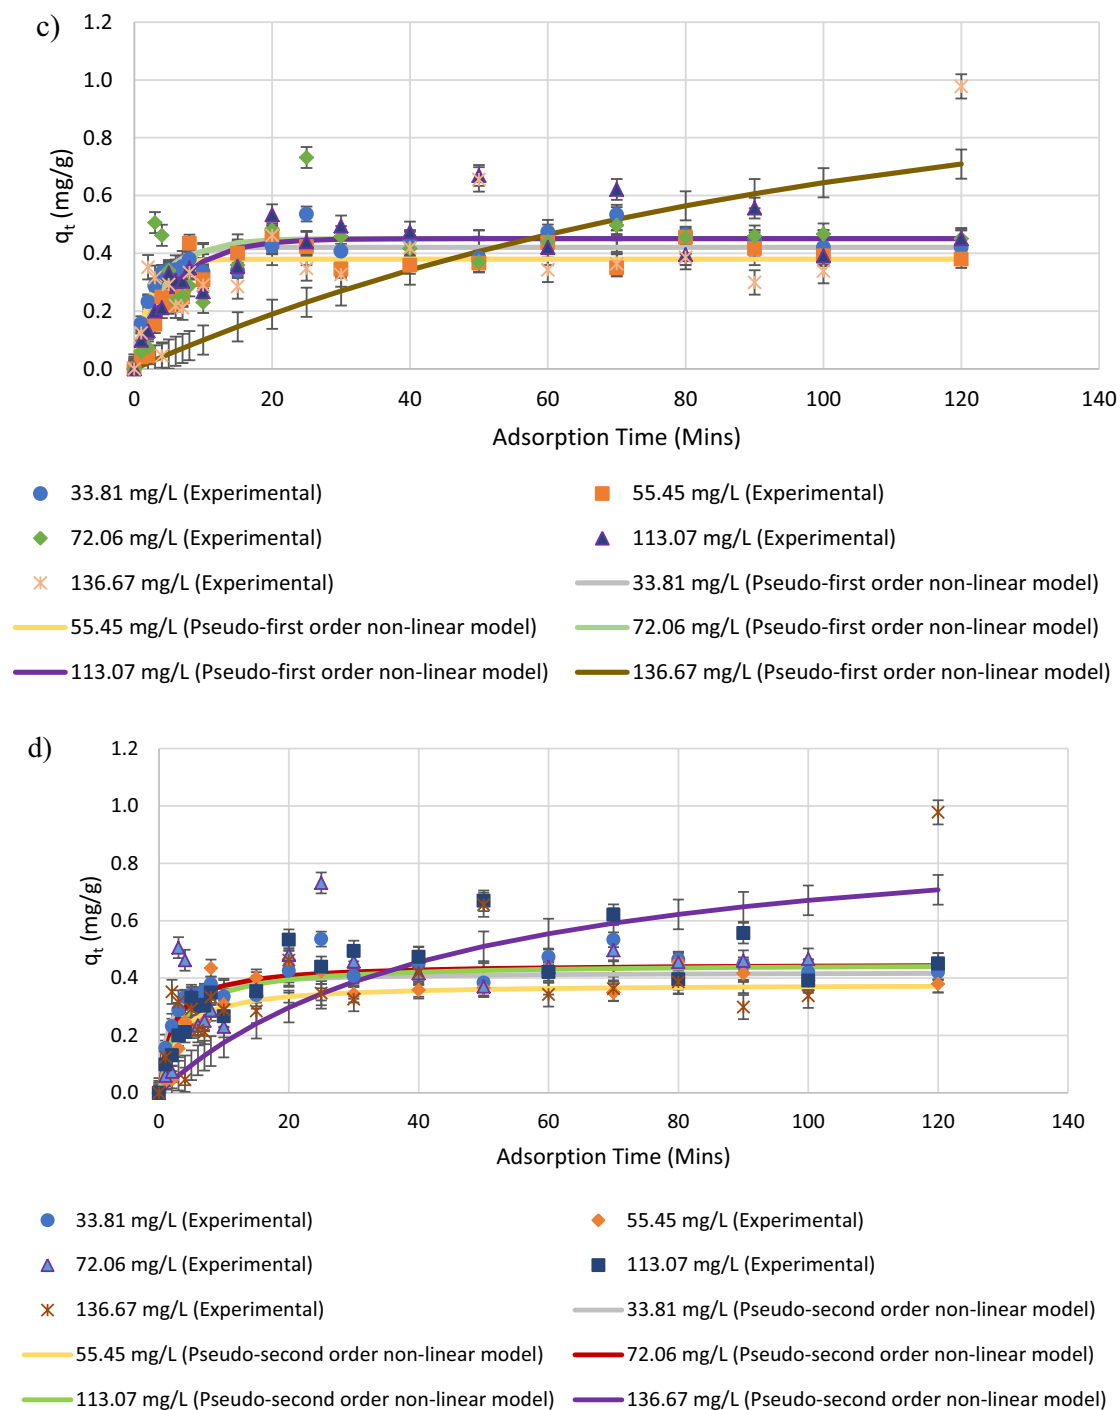 c)
1.2
1.0
0.8
0.6
0.4
0.2
0.0
qt (mg/g)
0 20 40 60 80 100 120 140
Adsorption Time (Mins)
33.81 mg/L (Experimental) 55.45 mg/L (Experimental)
72.06 mg/L (Experimental) 113.07 mg/L (Experimental)
136.67 mg/L (Experimental) 33.81 mg/L (Pseudo-first order non-linear model)
55.45 mg/L (Pseudo-first order non-linear model) 72.06 mg/L (Pseudo-first order non-linear model)
113.07 mg/L (Pseudo-first order non-linear model) 136.67 mg/L (Pseudo-first order non-linear model)
d)
1.2
1.0
0.8
0.6
0.4
0.2
0.0
qt (mg/g)
0 20 40 60 80 100 120 140
Adsorption Time (Mins)
33.81 mg/L (Experimental) 55.45 mg/L (Experimental)
72.06 mg/L (Experimental) 113.07 mg/L (Experimental)
136.67 mg/L (Experimental) 33.81 mg/L (Pseudo-second order non-linear model)
55.45 mg/L (Pseudo-second order non-linear model) 72.06 mg/L (Pseudo-second order non-linear model)
113.07 mg/L (Pseudo-second order non-linear model) 136.67 mg/L (Pseudo-second order non-linear model)